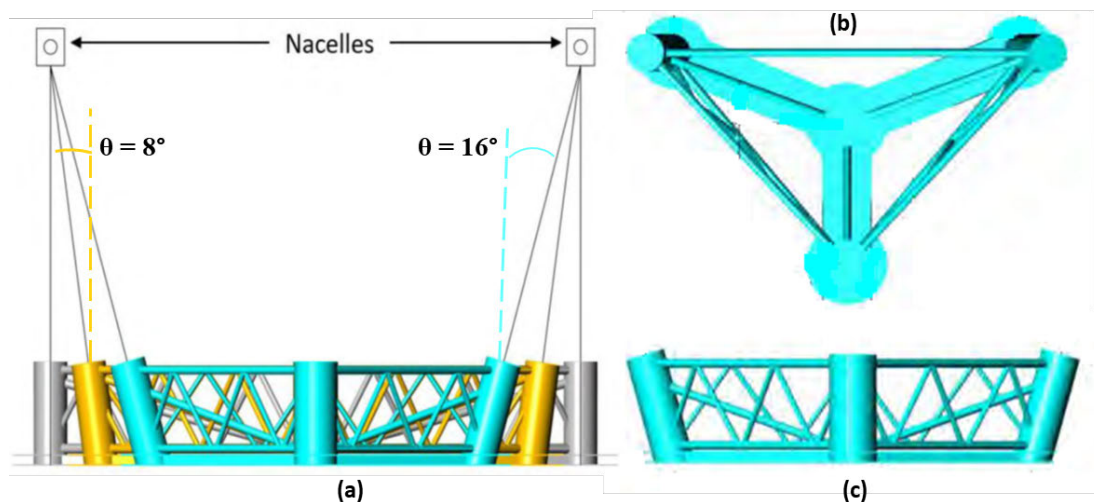 (b)
Nacelles
θ = 8°
θ = 16°
(a)
(c)